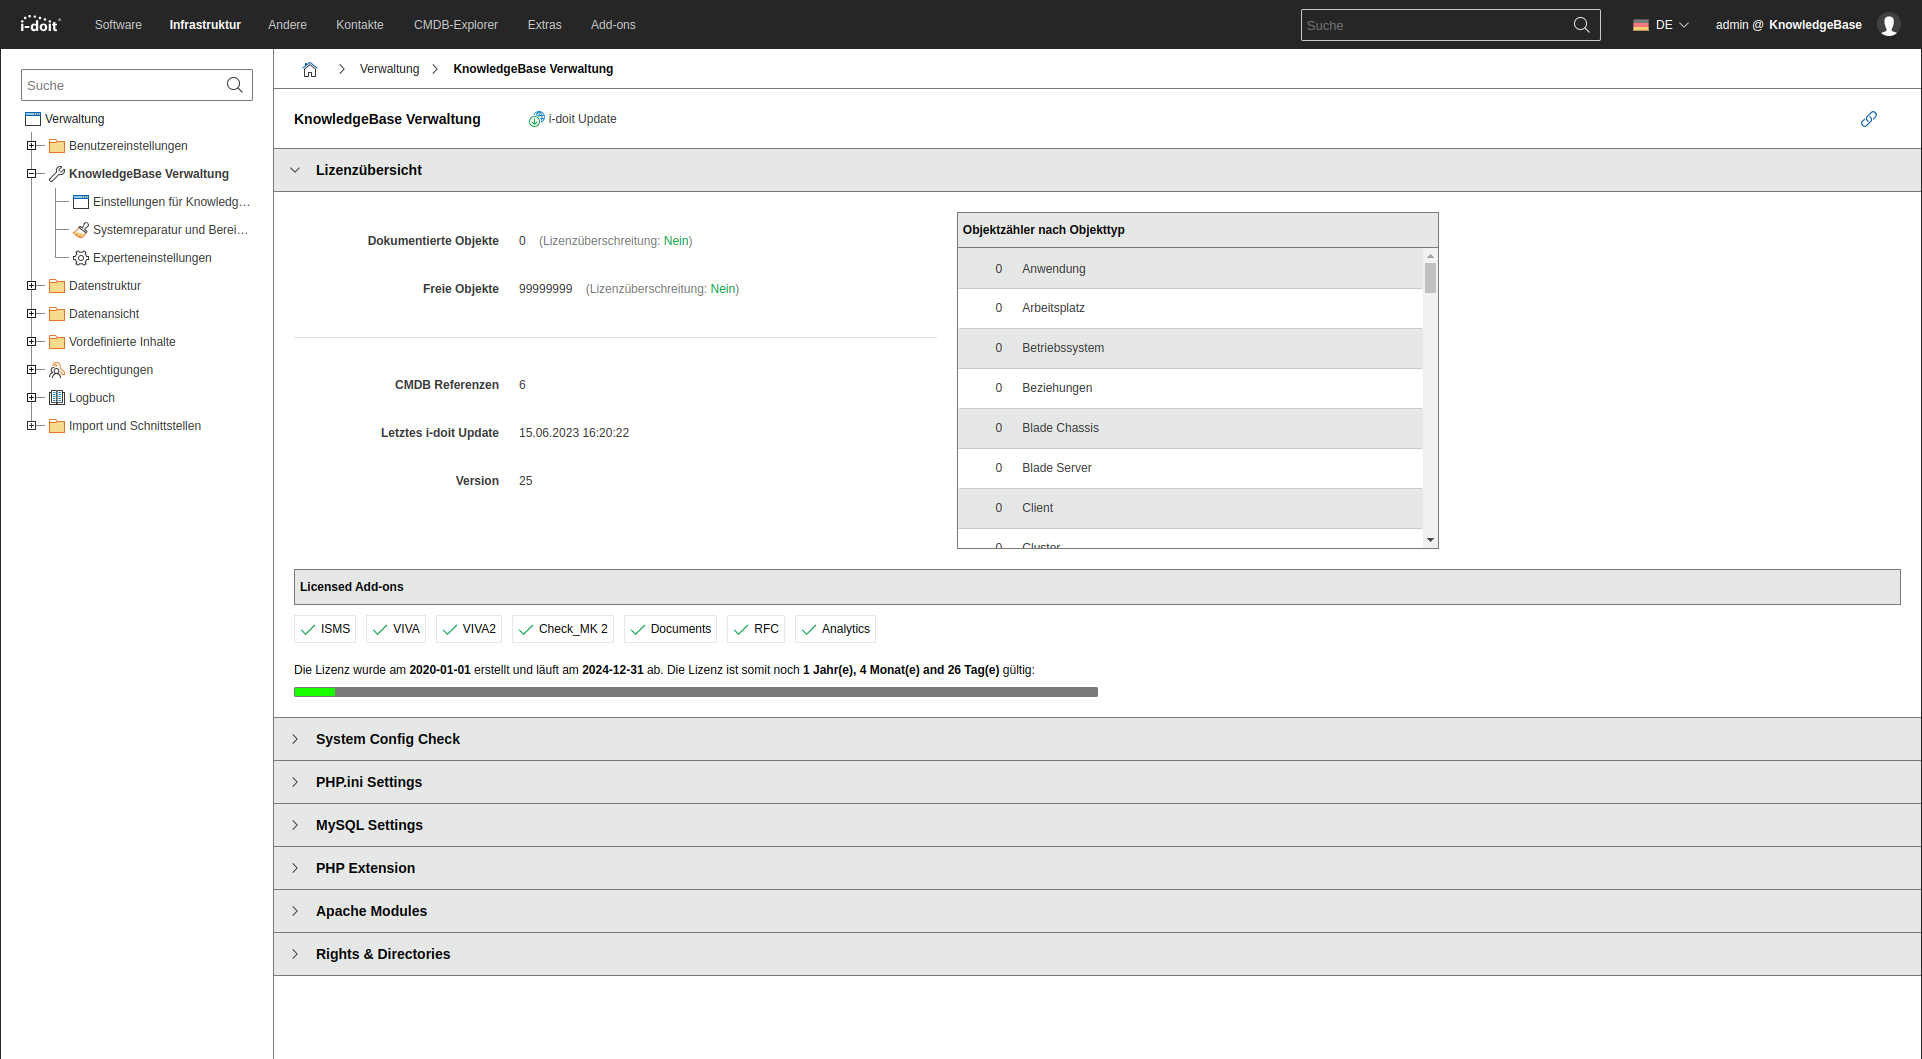 i-doit Software Infrastruktur Andere Kontakte CMDB-Explorer Extras Add-ons Suche DE admin @ KnowledgeBase
Suche
Verwaltung
Benutzereinstellungen
KnowledgeBase Verwaltung
Einstellungen für Knowledg...
Systemreparatur und Berei...
Experteneinstellungen
Datenstruktur
Datenansicht
Vordefinierte Inhalte
Berechtigungen
Logbuch
Import und Schnittstellen
Verwaltung KnowledgeBase Verwaltung
KnowledgeBase Verwaltung i-doit Update
Lizenzübersicht
Dokumentierte Objekte 0 (Lizenzüberschreitung: Nein)
Freie Objekte 99999999 (Lizenzüberschreitung: Nein)
CMDB Referenzen 6
Letztes i-doit Update 15.06.2023 16:20:22
Version 25
Objektzähler nach Objekttyp
0 Anwendung
0 Arbeitsplatz
0 Betriebssystem
0 Beziehungen
0 Blade Chassis
0 Blade Server
0 Client
0 Cluster
Licensed Add-ons
ISMS VIVA VIVA2 Check_MK 2 Documents RFC Analytics
Die Lizenz wurde am 2020-01-01 erstellt und läuft am 2024-12-31 ab. Die Lizenz ist somit noch 1 Jahr(e), 4 Monat(e) and 26 Tag(e) gültig:
System Config Check
PHP.ini Settings
MySQL Settings
PHP Extension
Apache Modules
Rights & Directories